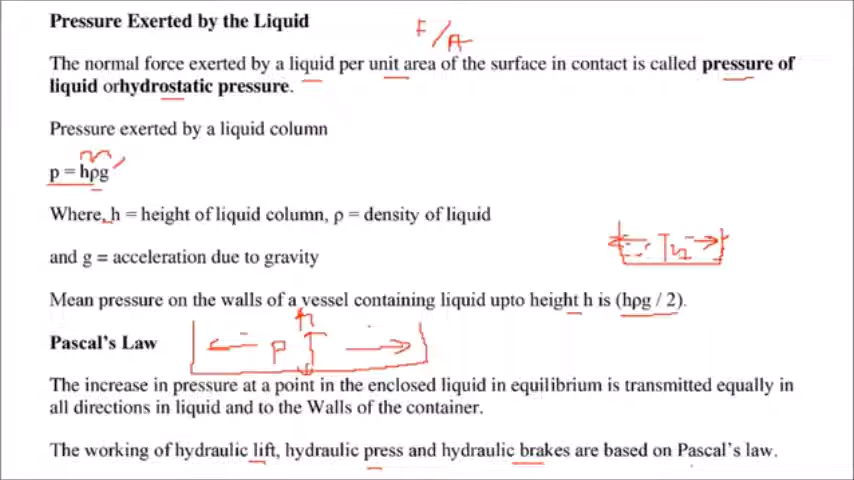 Pressure Exerted by the Liquid
F/A
The normal force exerted by a liquid per unit area of the surface in contact is called pressure of
liquid orhydrostatic pressure.
Pressure exerted by a liquid column
p = hρg
Where, h = height of liquid column, ρ = density of liquid
and g = acceleration due to gravity
Mean pressure on the walls of a vessel containing liquid upto height h is (hρg / 2).
Pascal's Law
P
The increase in pressure at a point in the enclosed liquid in equilibrium is transmitted equally in
all directions in liquid and to the Walls of the container.
The working of hydraulic lift, hydraulic press and hydraulic brakes are based on Pascal's law.